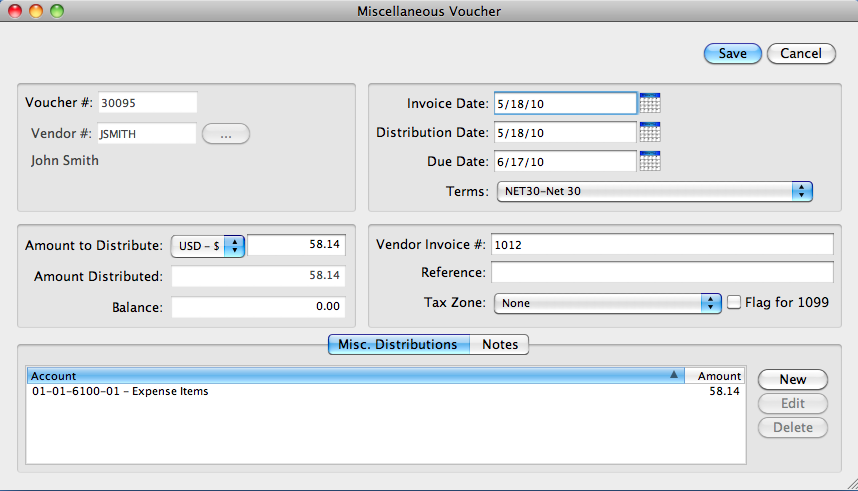 Miscellaneous Voucher
Save Cancel
Voucher #: 30095
Vendor #: JSMITH ...
John Smith
Invoice Date: 5/18/10
Distribution Date: 5/18/10
Due Date: 6/17/10
Terms: NET30-Net 30
Amount to Distribute: USD - $ 58.14
Amount Distributed: 58.14
Balance: 0.00
Vendor Invoice #: 1012
Reference:
Tax Zone: None Flag for 1099
Misc. Distributions Notes
Account Amount
01-01-6100-01 - Expense Items 58.14
New
Edit
Delete